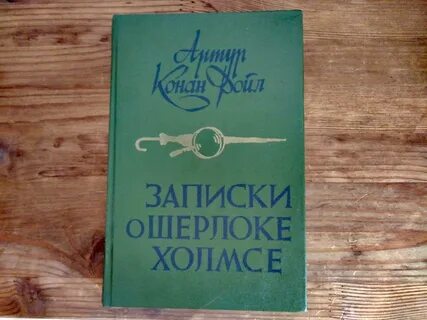 Артур
Конан Дойл
ЗАПИСКИ
О ШЕРЛОКЕ
ХОЛМСЕ